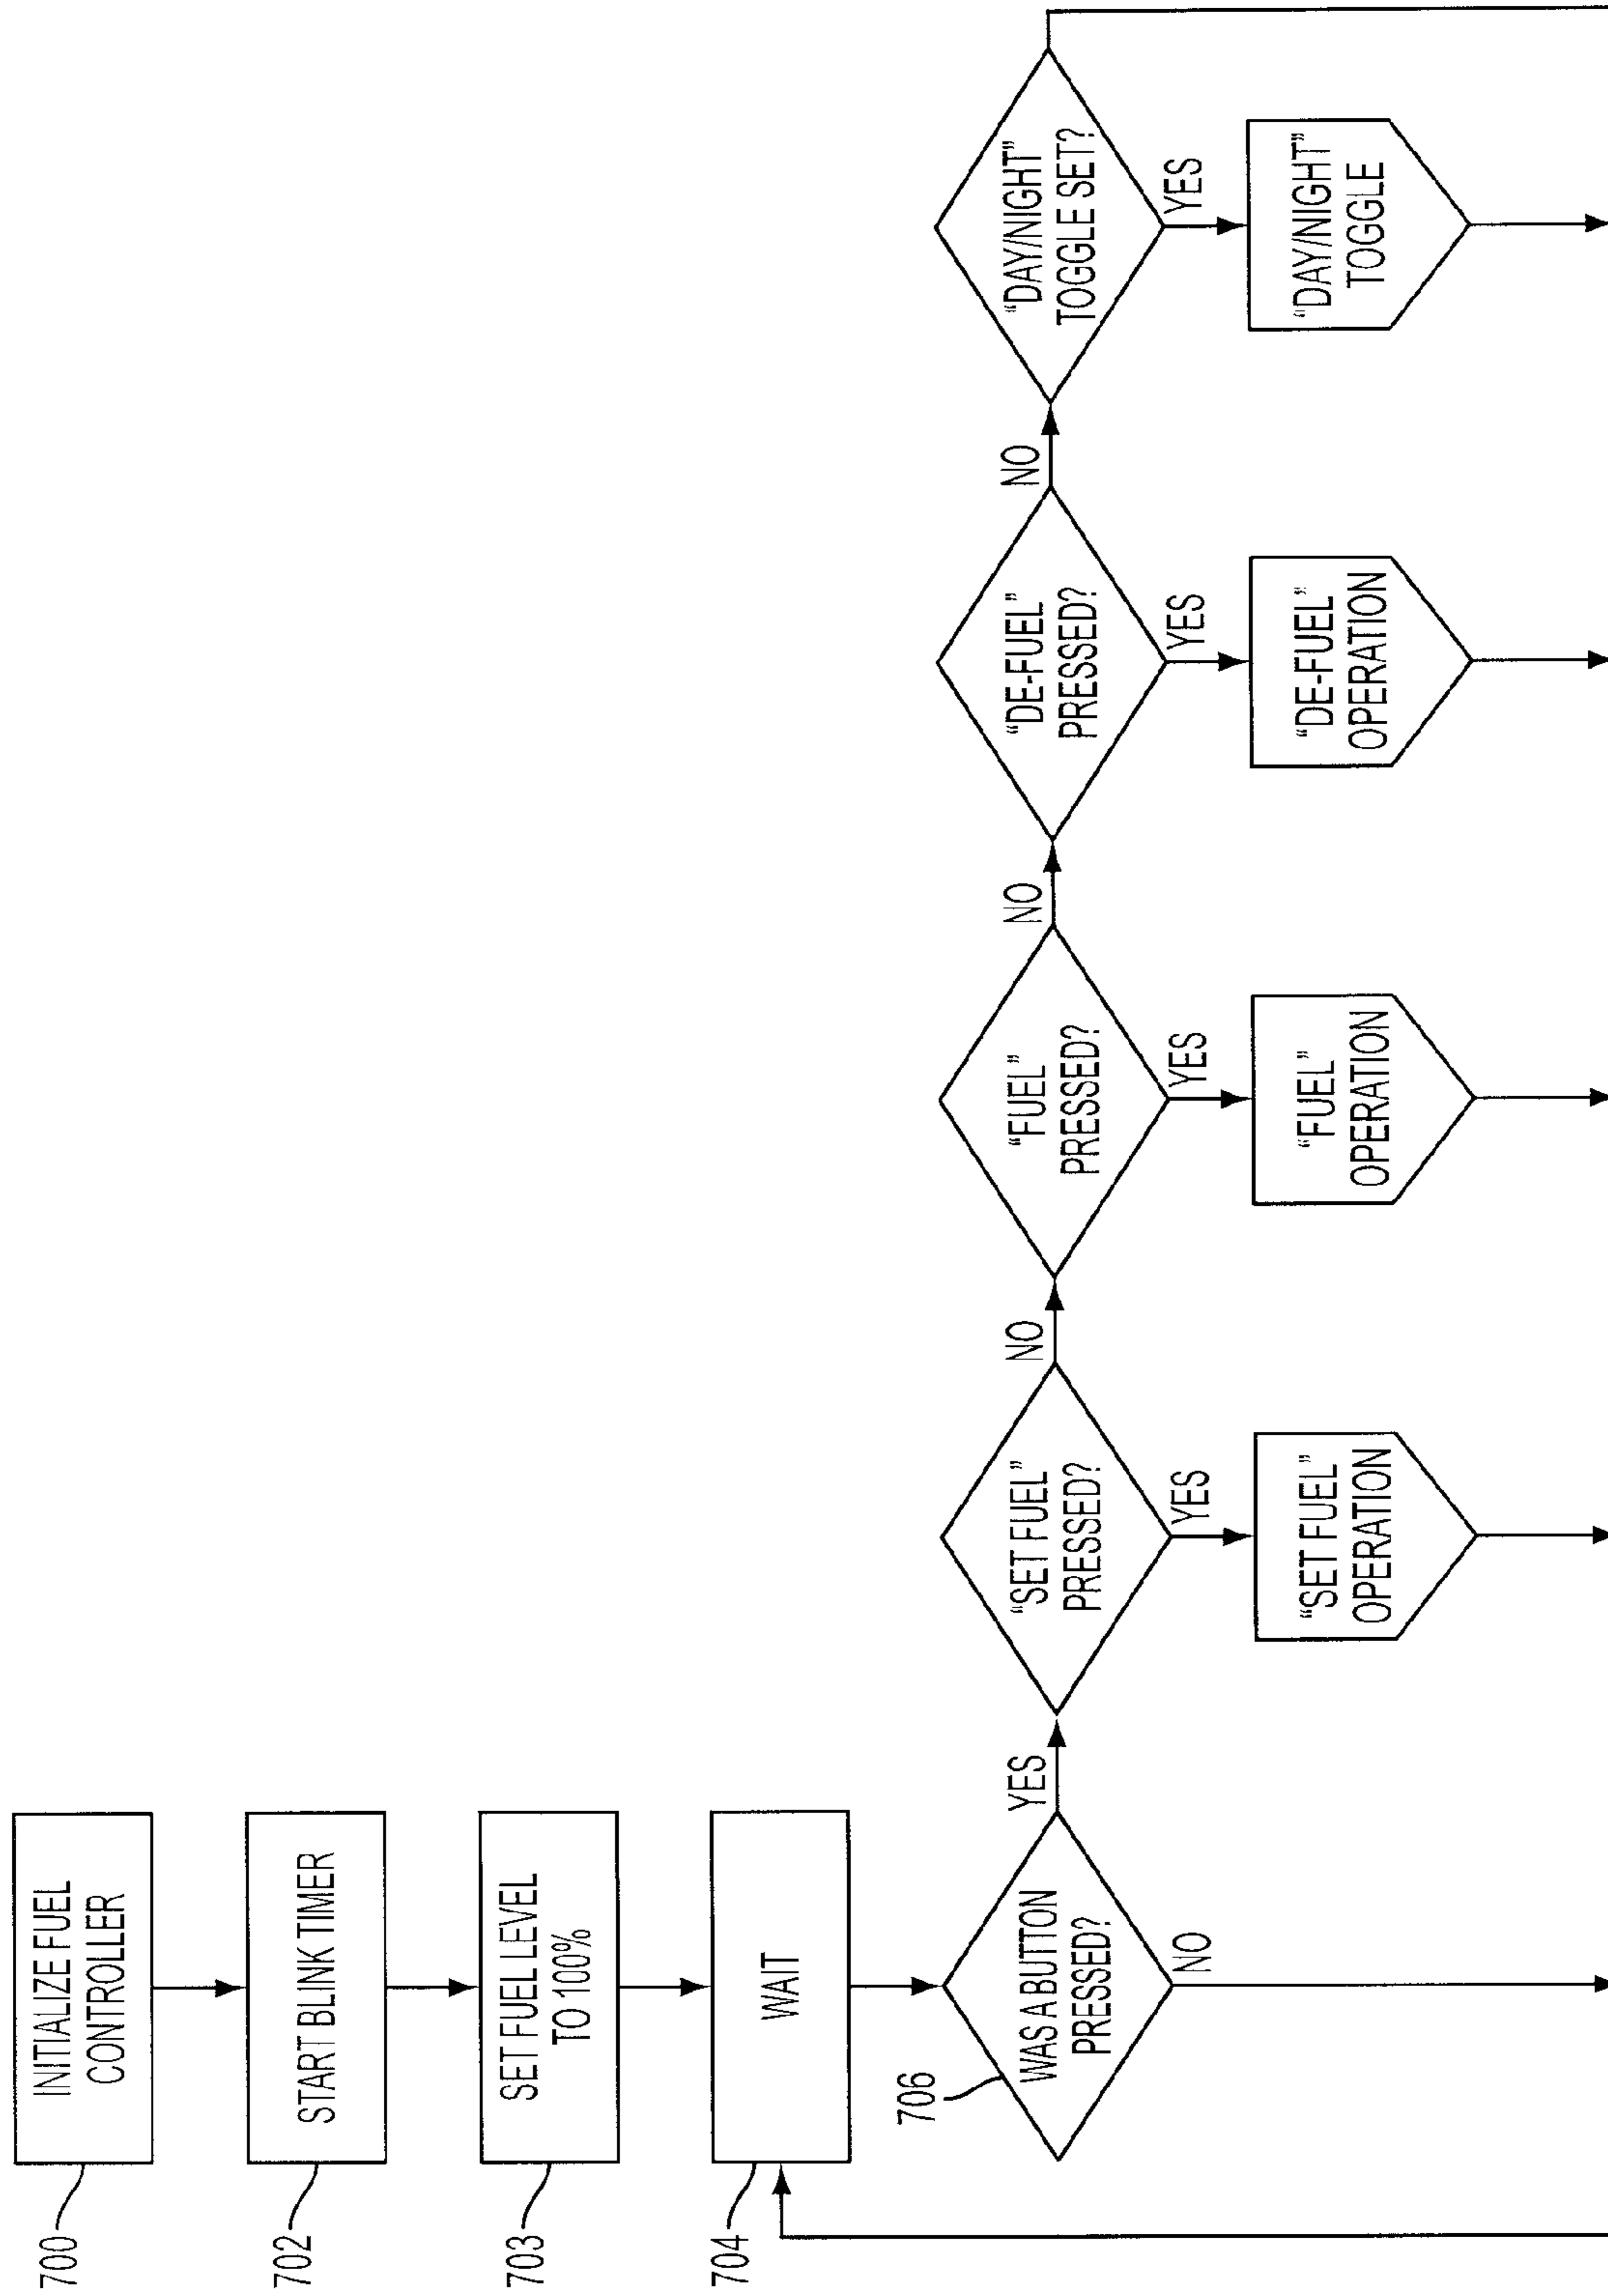 700
INITIALIZE FUEL
CONTROLLER
702
START BLINK TIMER
703
SET FUEL LEVEL
TO 100%
704
WAIT
706
WAS A BUTTON
PRESSED?
YES
NO
“SET FUEL”
PRESSED?
NO
YES
“SET FUEL”
OPERATION
“FUEL”
PRESSED?
NO
YES
“FUEL”
OPERATION
“DE-FUEL”
PRESSED?
NO
YES
“DE-FUEL”
OPERATION
“DAY/NIGHT”
TOGGLE SET?
YES
“DAY/NIGHT”
TOGGLE